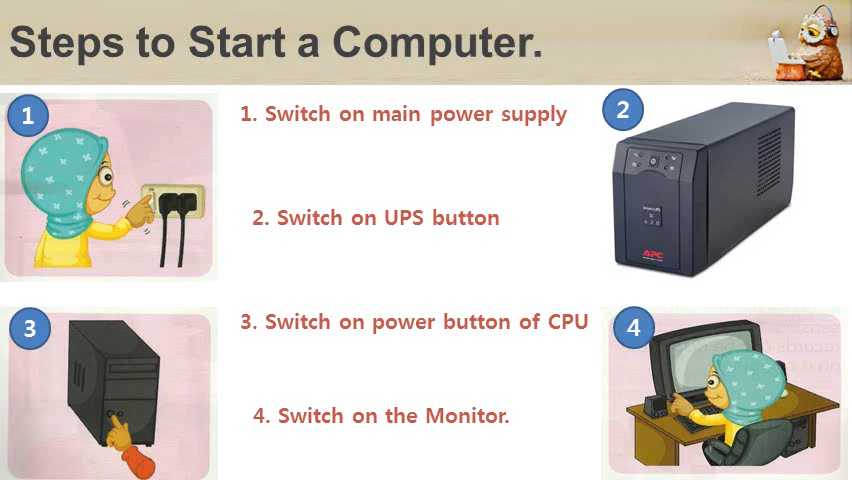 Steps to Start a Computer.
1
1. Switch on main power supply
2
2. Switch on UPS button
APC
3
3. Switch on power button of CPU
4
4. Switch on the Monitor.